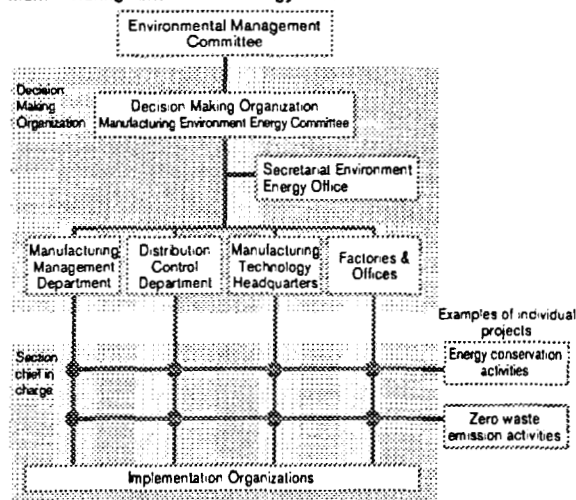 Environmental Management
Committee
Decision
Making
Organization
Decision Making Organization
Manufacturing Environment Energy Committee
Secretarial Environment
Energy Office
Manufacturing
Management
Department
Distribution
Control
Department
Manufacturing
Technology
Headquarters
Factories &
Offices
Examples of individual
projects
Section
chief in
charge
Energy conservation
activities
Zero waste
emission activities
Implementation Organizations